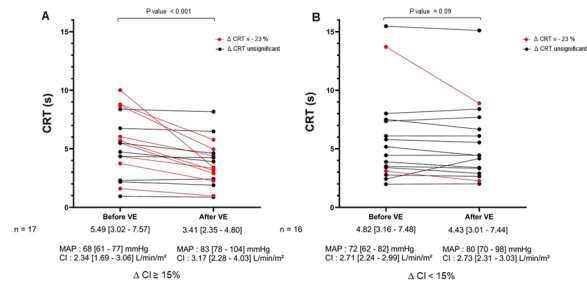 A
P value < 0.001
Δ CRT ≤ - 23 %
Δ CRT unsignificant
CRT (s)
15
10
5
0
Before VE
After VE
n = 17
5.49 [3.02 - 7.57]
3.41 [2.35 - 4.80]
MAP : 68 [61 - 77] mmHg
MAP : 83 [78 - 104] mmHg
CI : 2.34 [1.69 - 3.06] L/min/m²
CI : 3.17 [2.28 - 4.03] L/min/m²
Δ CI ≥ 15%
B
P value = 0.09
Δ CRT ≤ - 23 %
Δ CRT unsignificant
CRT (s)
15
10
5
0
Before VE
After VE
n = 16
4.82 [3.16 - 7.48]
4.43 [3.01 - 7.44]
MAP : 72 [62 - 82] mmHg
MAP : 80 [70 - 98] mmHg
CI : 2.71 [2.24 - 2.99] L/min/m²
CI : 2.73 [2.31 - 3.03] L/min/m²
Δ CI < 15%